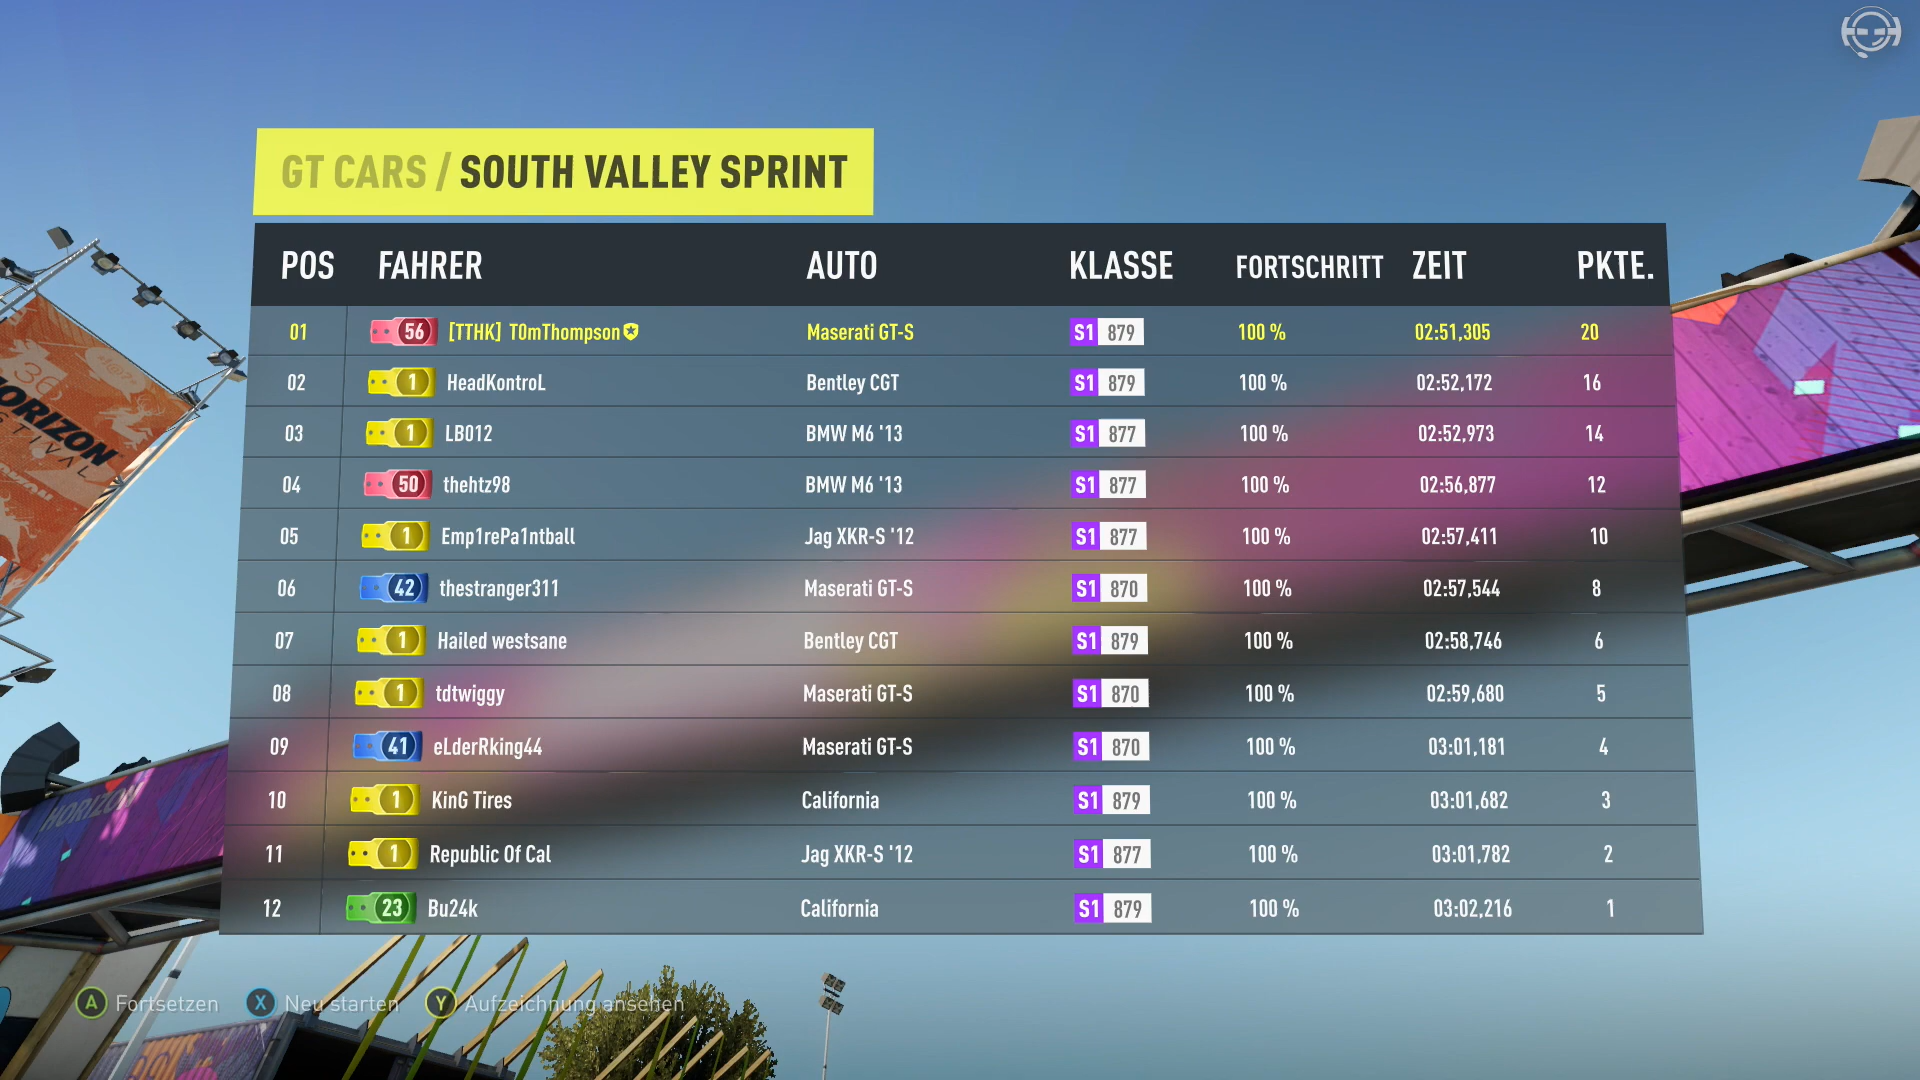 GT CARS / SOUTH VALLEY SPRINT
POS FAHRER AUTO KLASSE FORTSCHRITT ZEIT PKTE.
01 56 [TTHK] T0mThompson Maserati GT-S S1 879 100 % 02:51,305 20
02 1 HeadKontroL Bentley CGT S1 879 100 % 02:52,172 16
03 1 LB012 BMW M6 '13 S1 877 100 % 02:52,973 14
04 50 thehtz98 BMW M6 '13 S1 877 100 % 02:56,877 12
05 1 Emp1rePa1ntball Jag XKR-S '12 S1 877 100 % 02:57,411 10
06 42 thestranger311 Maserati GT-S S1 870 100 % 02:57,544 8
07 1 Hailed westsane Bentley CGT S1 879 100 % 02:58,746 6
08 1 tdtwiggy Maserati GT-S S1 870 100 % 02:59,680 5
09 41 eLderRking44 Maserati GT-S S1 870 100 % 03:01,181 4
10 1 KinG Tires California S1 879 100 % 03:01,682 3
11 1 Republic Of Cal Jag XKR-S '12 S1 877 100 % 03:01,782 2
12 23 Bu24k California S1 879 100 % 03:02,216 1
HORIZON
A Fortsetzen X Neu starten Y Aufzeichnung ansehen